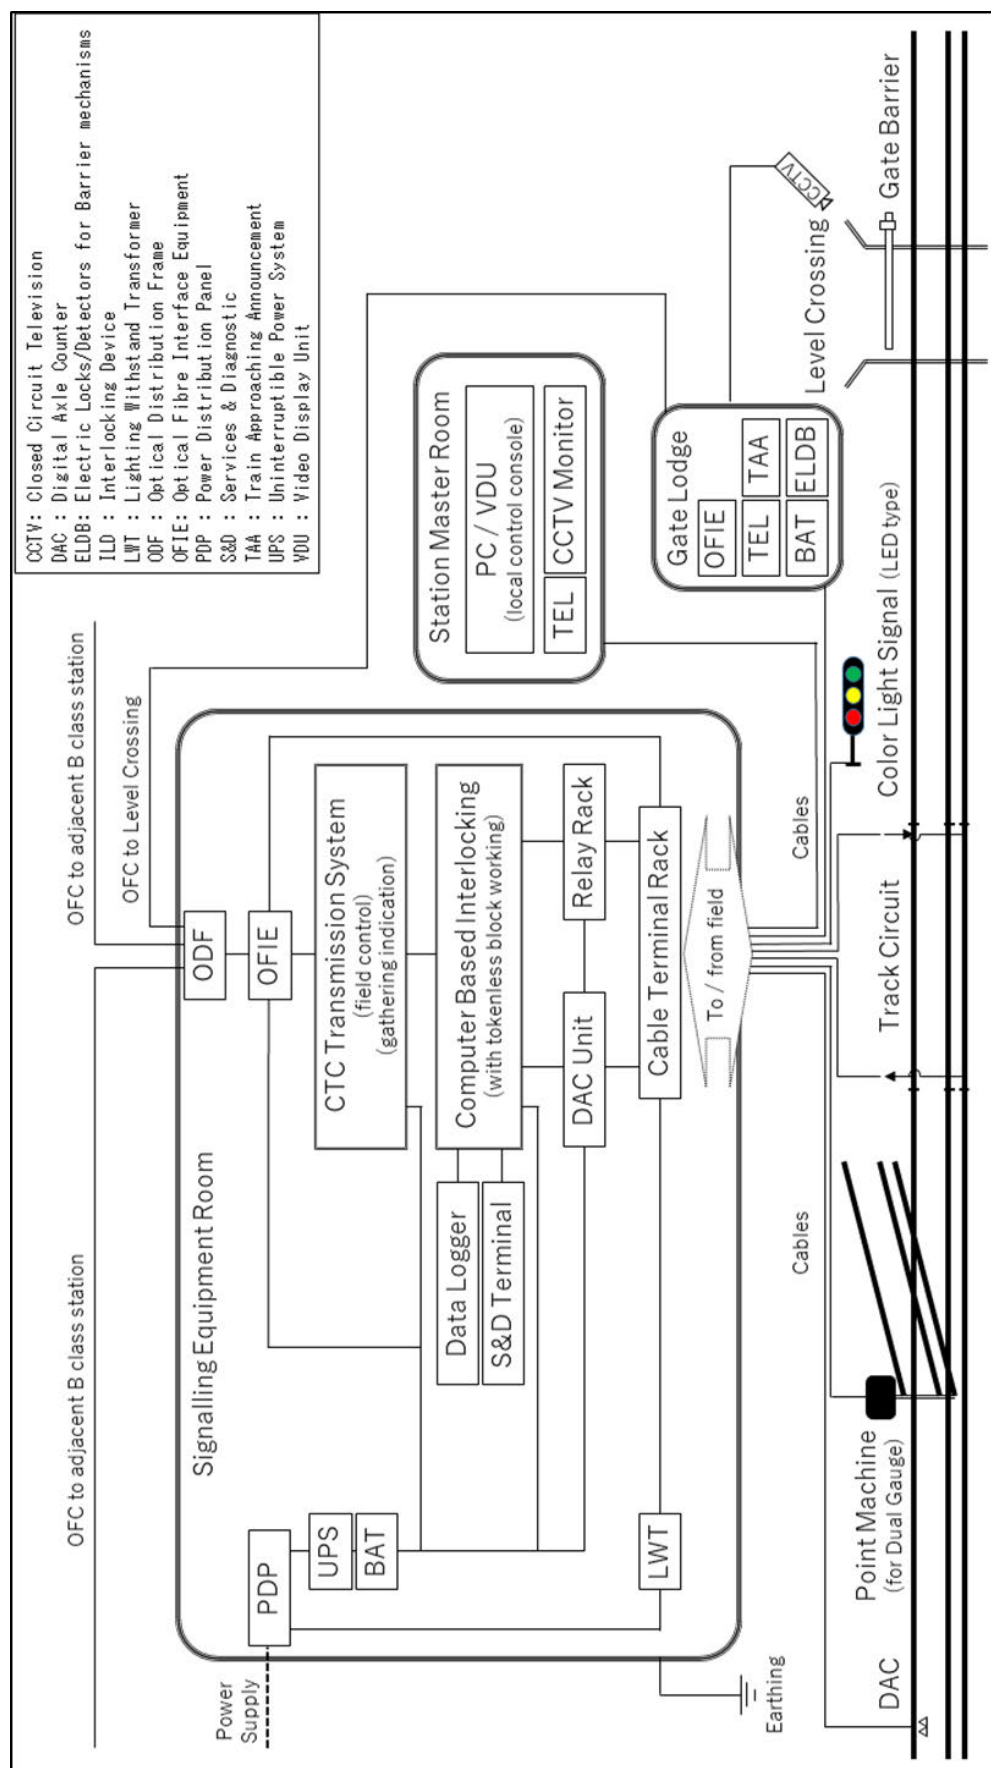 CCTV: Closed Circuit Television
DAC : Digital Axle Counter
ELDB: Electric Locks/Detectors for Barrier mechanisms
ILD : Interlocking Device
LWT : Lighting Withstand Transformer
ODF : Optical Distribution Frame
OFIE: Optical Fibre Interface Equipment
PDP : Power Distribution Panel
S&D : Services & Diagnostic
TAA : Train Approaching Announcement
UPS : Uninterruptible Power System
VDU : Video Display Unit
OFC to adjacent B class station
OFC to adjacent B class station
OFC to Level Crossing
Signalling Equipment Room
Power
Supply
PDP
UPS
BAT
LWT
Earthing
ODF
OFIE
CTC Transmission System
(field control)
(gathering indication)
Computer Based Interlocking
(with tokenless block working)
Data Logger
S&D Terminal
DAC Unit
Relay Rack
Cable Terminal Rack
To / from field
Station Master Room
PC / VDU
(local control console)
TEL
CCTV Monitor
Gate Lodge
OFIE
TEL
TAA
BAT
ELDB
CCTV
Level Crossing
Gate Barrier
Cables
Cables
DAC
Point Machine
(for Dual Gauge)
Track Circuit
Color Light Signal (LED type)